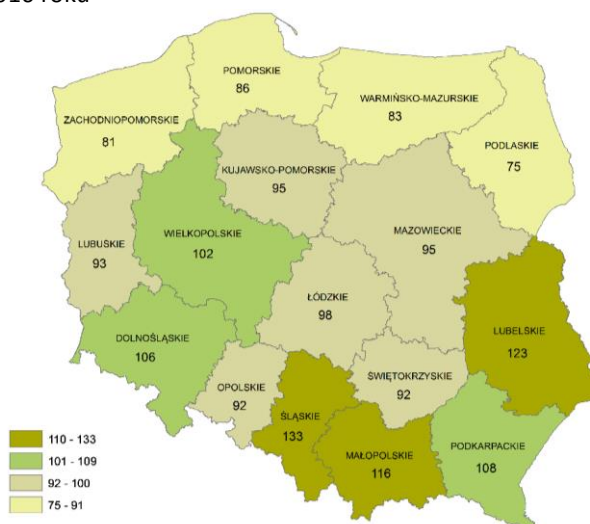 POMORSKIE
86
WARMIŃSKO-MAZURSKIE
83
ZACHODNIOPOMORSKIE
81
PODLASKIE
75
KUJAWSKO-POMORSKIE
95
WIELKOPOLSKIE
102
MAZOWIECKIE
95
LUBUSKIE
93
ŁÓDZKIE
98
DOLNOŚLĄSKIE
106
LUBELSKIE
123
OPOLSKIE
92
ŚWIĘTOKRZYSKIE
92
ŚLĄSKIE
133
MAŁOPOLSKIE
116
PODKARPACKIE
108
110 - 133
101 - 109
92 - 100
75 - 91